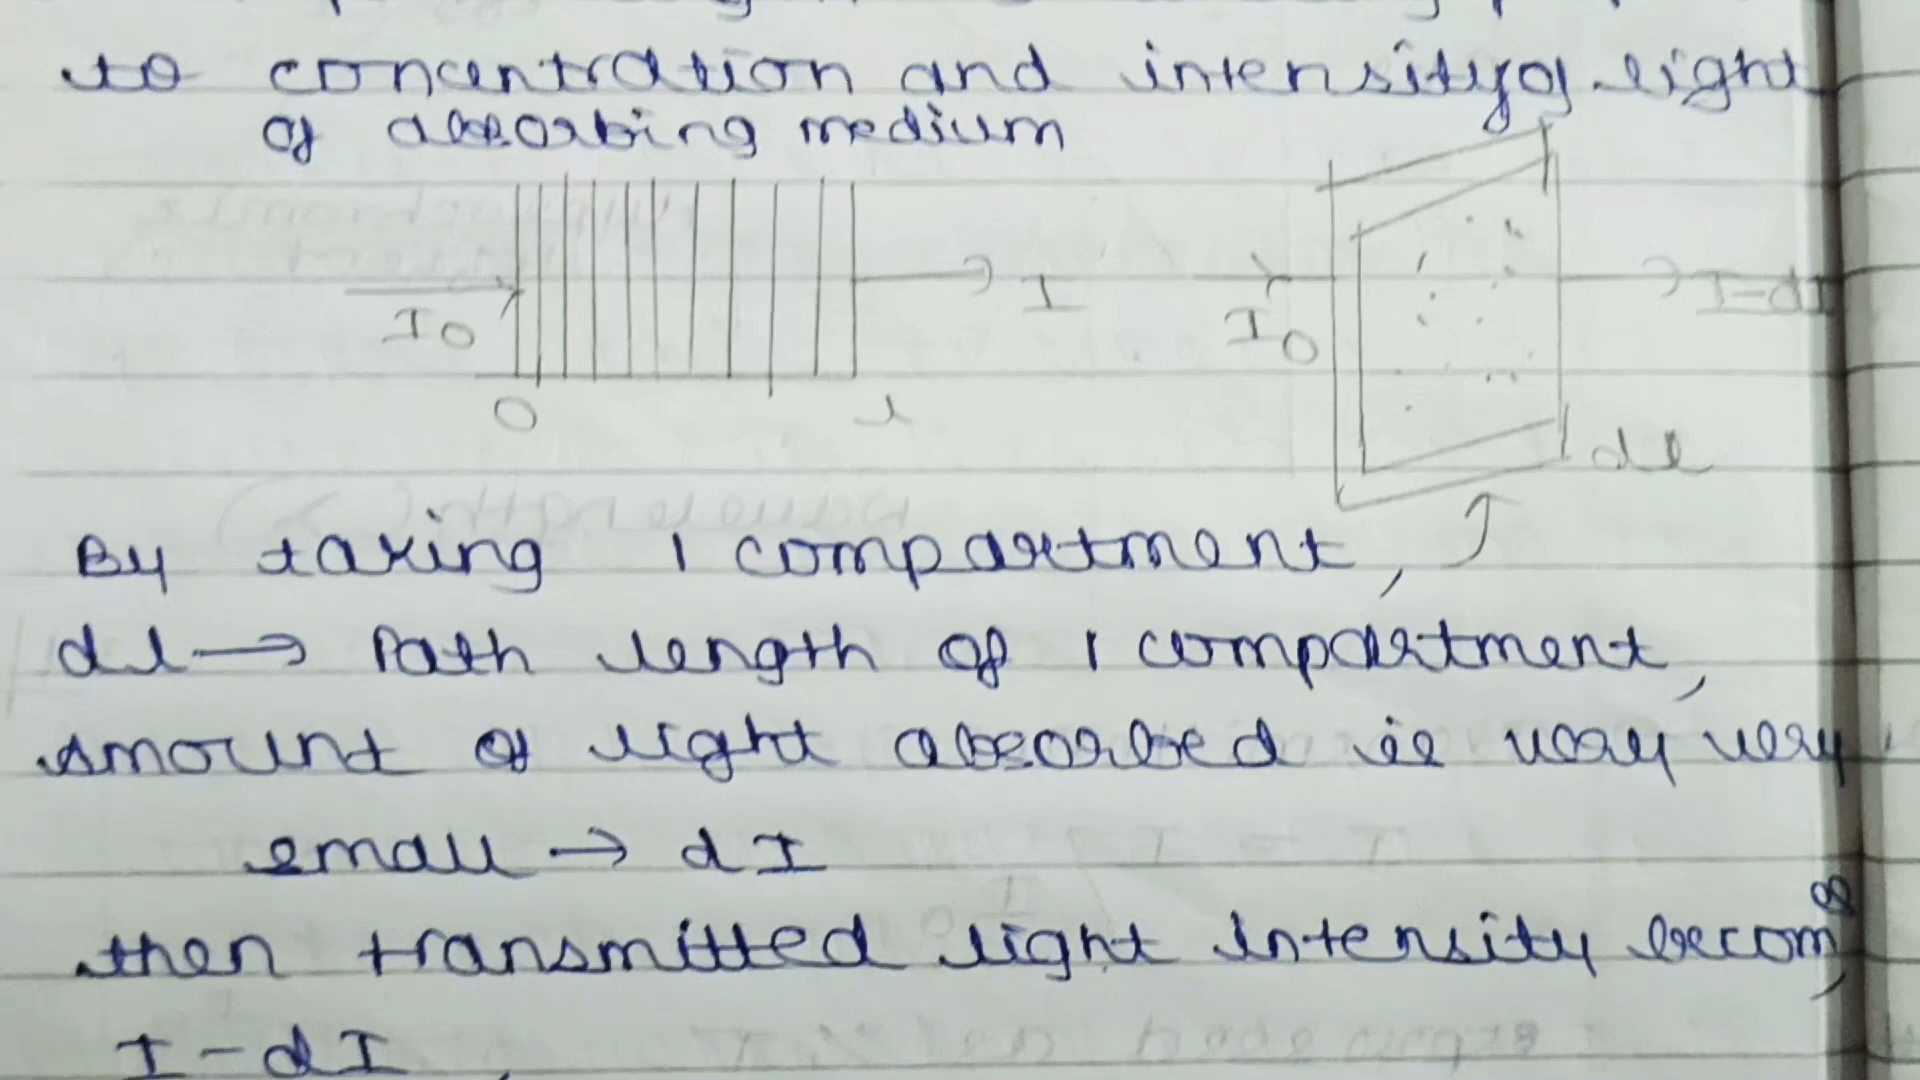 to concentration and intensity of light
of absorbing medium
I0 I I0 I-dI
0 l dl
By taking 1 compartment,
dl → Path length of 1 compartment,
Amount of light absorbed is very very
small → dI
then transmitted light intensity becomes,
I-dI